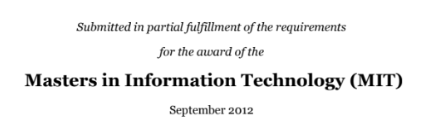 Submitted in partial fulfillment of the requirements
for the award of the
Masters in Information Technology (MIT)
September 2012